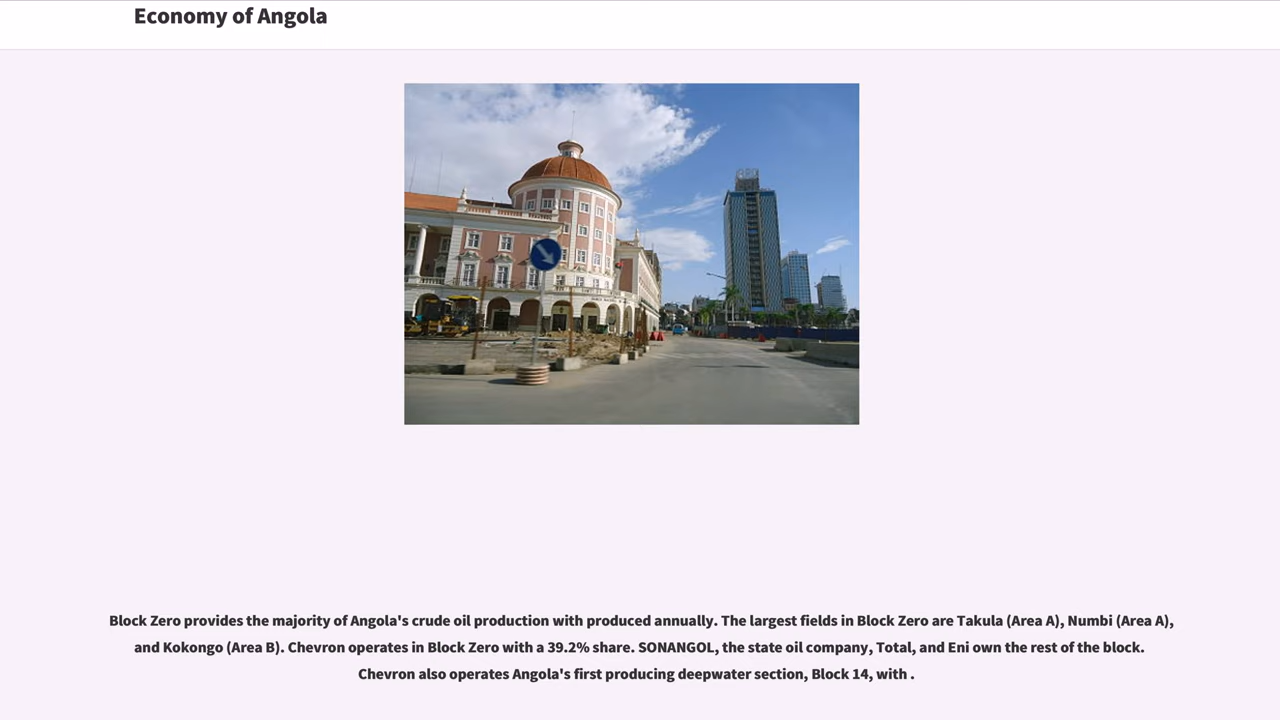 Economy of Angola
Block Zero provides the majority of Angola's crude oil production with produced annually. The largest fields in Block Zero are Takula (Area A), Numbi (Area A),
and Kokongo (Area B). Chevron operates in Block Zero with a 39.2% share. SONANGOL, the state oil company, Total, and Eni own the rest of the block.
Chevron also operates Angola's first producing deepwater section, Block 14, with .